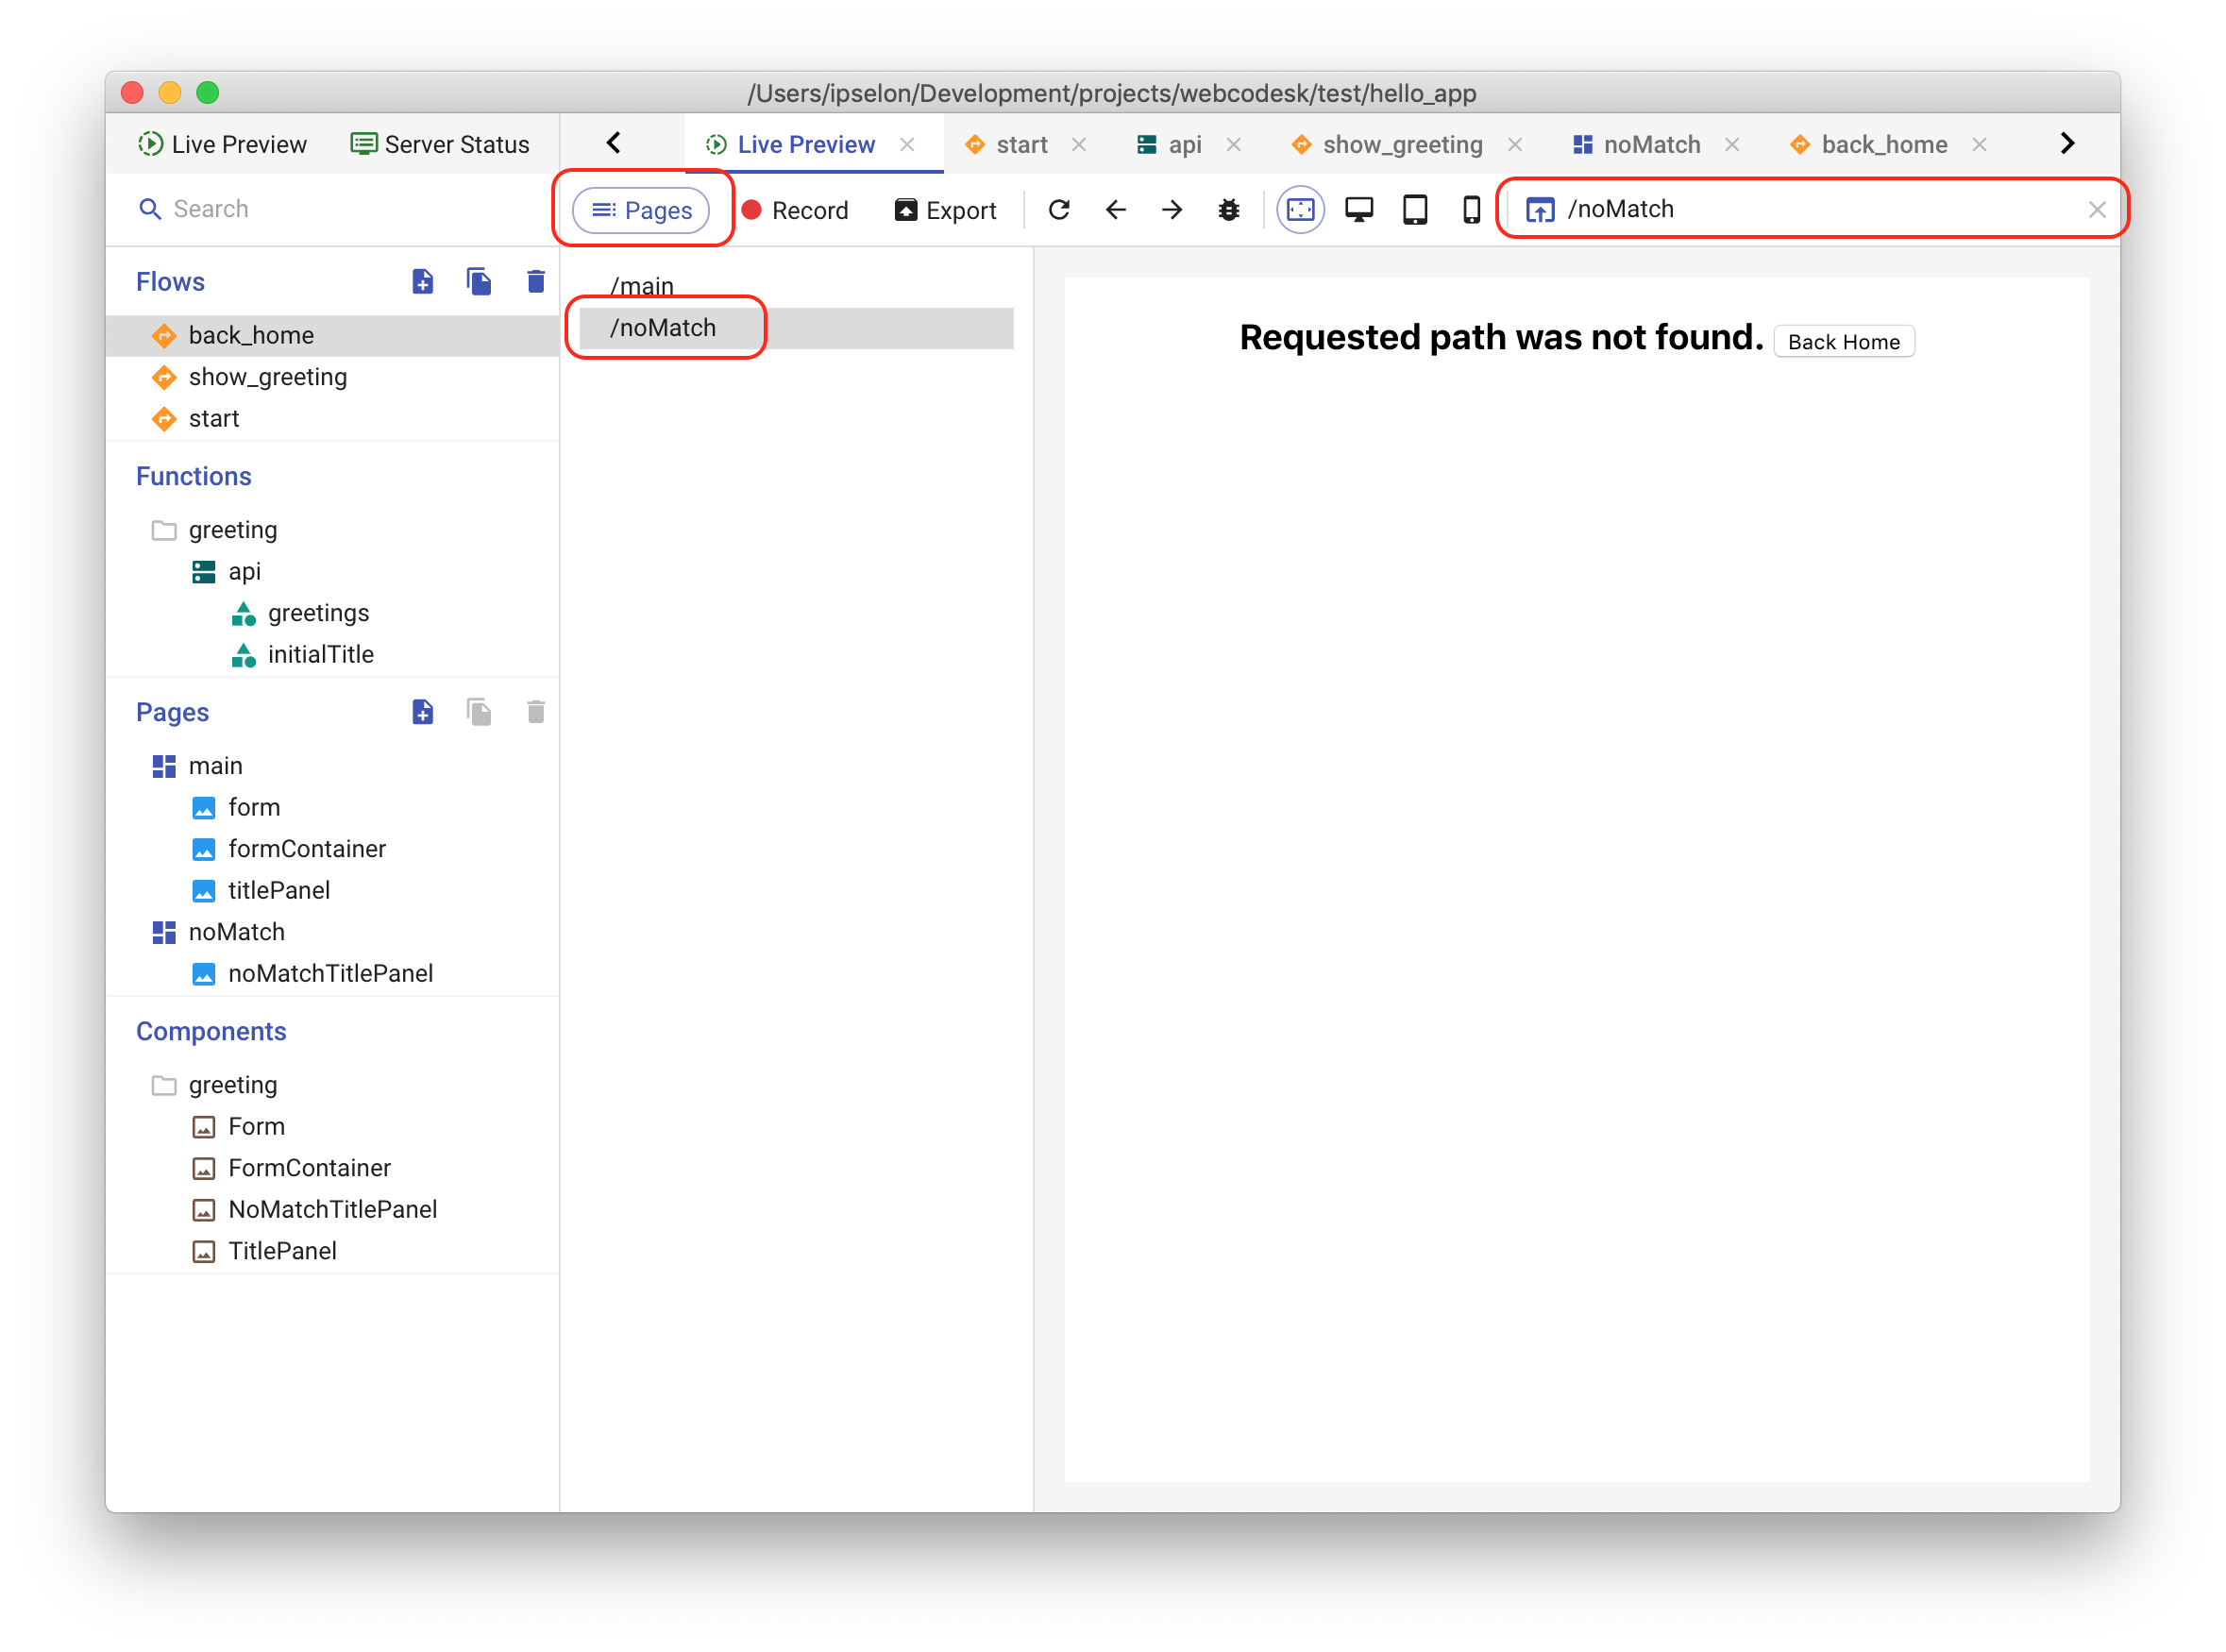 /Users/ipselon/Development/projects/webcodesk/test/hello_app
Live Preview Server Status Live Preview start api show_greeting noMatch back_home
Search Pages Record Export /noMatch
Flows
back_home
show_greeting
start
Functions
greeting
api
greetings
initialTitle
Pages
main
form
formContainer
titlePanel
noMatch
noMatchTitlePanel
Components
greeting
Form
FormContainer
NoMatchTitlePanel
TitlePanel
/main
/noMatch
Requested path was not found. Back Home